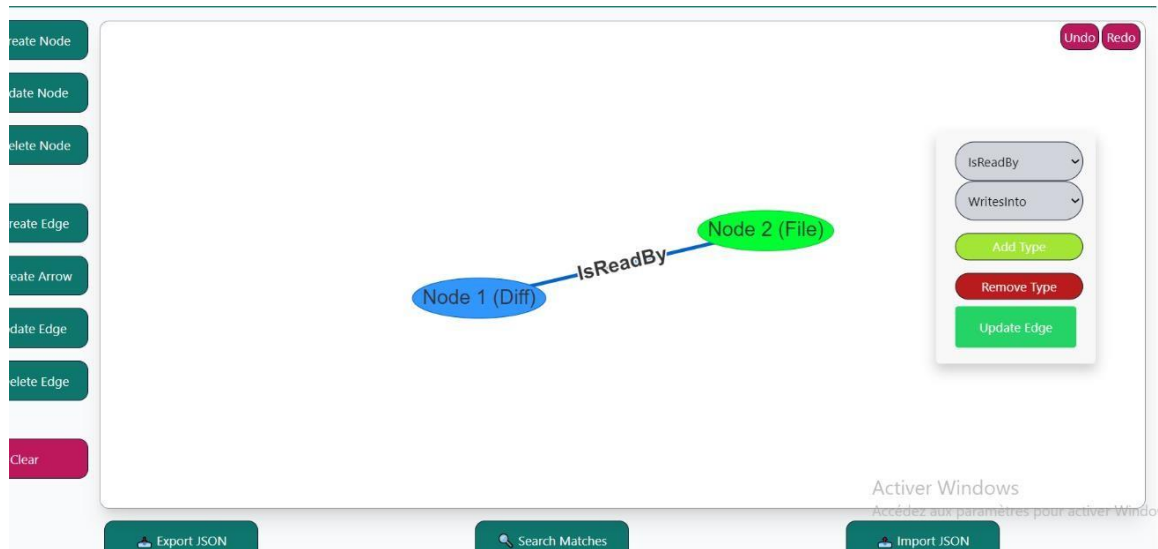 Undo Redo
reate Node
date Node
elete Node
reate Edge
reate Arrow
date Edge
elete Edge
Clear
Node 1 (Diff)
IsReadBy
Node 2 (File)
IsReadBy
WritesInto
Add Type
Remove Type
Update Edge
Activer Windows
Accédez aux paramètres pour activer Windo
Export JSON
Search Matches
Import JSON